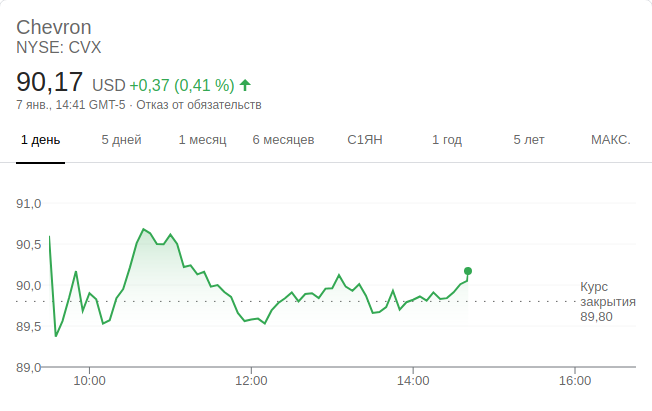 Chevron
NYSE: CVX
90,17 USD +0,37 (0,41 %)
7 янв., 14:41 GMT-5 · Отказ от обязательств
1 день 5 дней 1 месяц 6 месяцев С1ЯН 1 год 5 лет МАКС.
91,0
90,5
90,0
89,5
89,0
Курс
закрытия
89,80
10:00 12:00 14:00 16:00